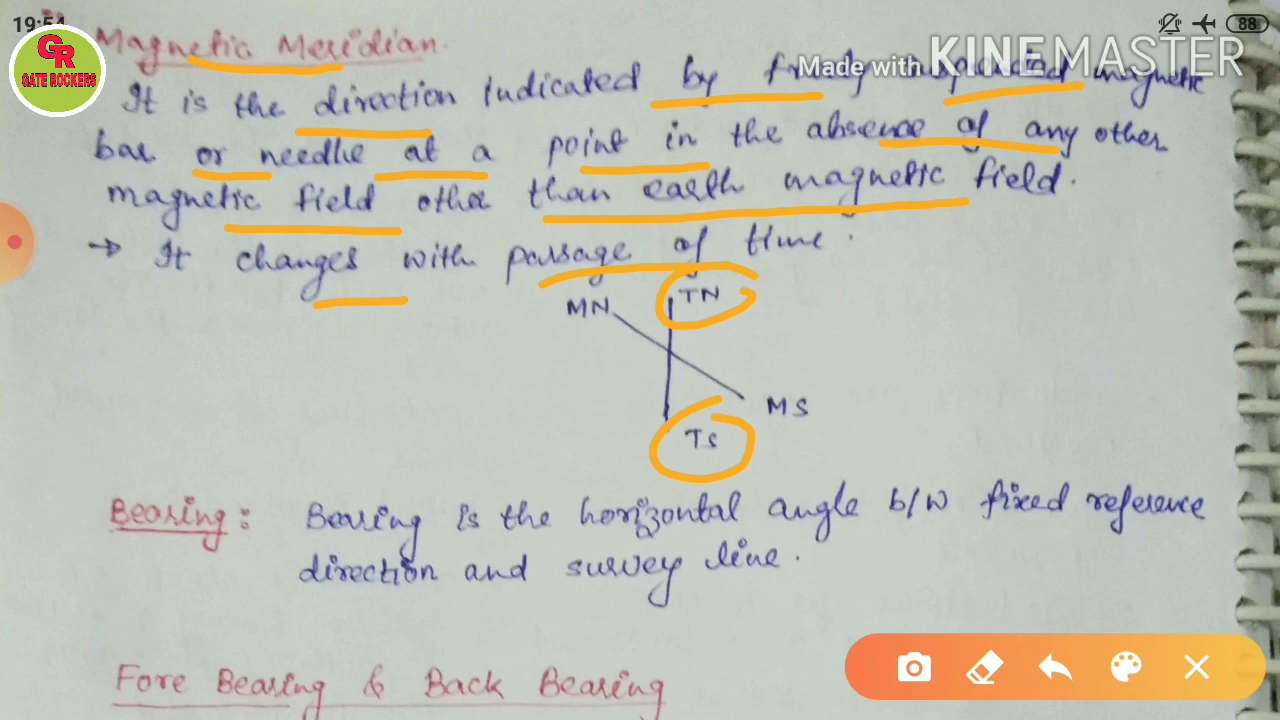 19:54
88
GR
GATE ROCKERS
Made with KINEMASTER
Magnetic Meridian.
It is the direction indicated by freely suspended magnetic
bar or needle at a point in the absence of any other
magnetic field other than earth magnetic field.
→ It changes with passage of time.
MN TN
MS
TS
Bearing: Bearing is the horizontal angle b/w fixed reference
direction and survey line.
Fore Bearing & Back Bearing